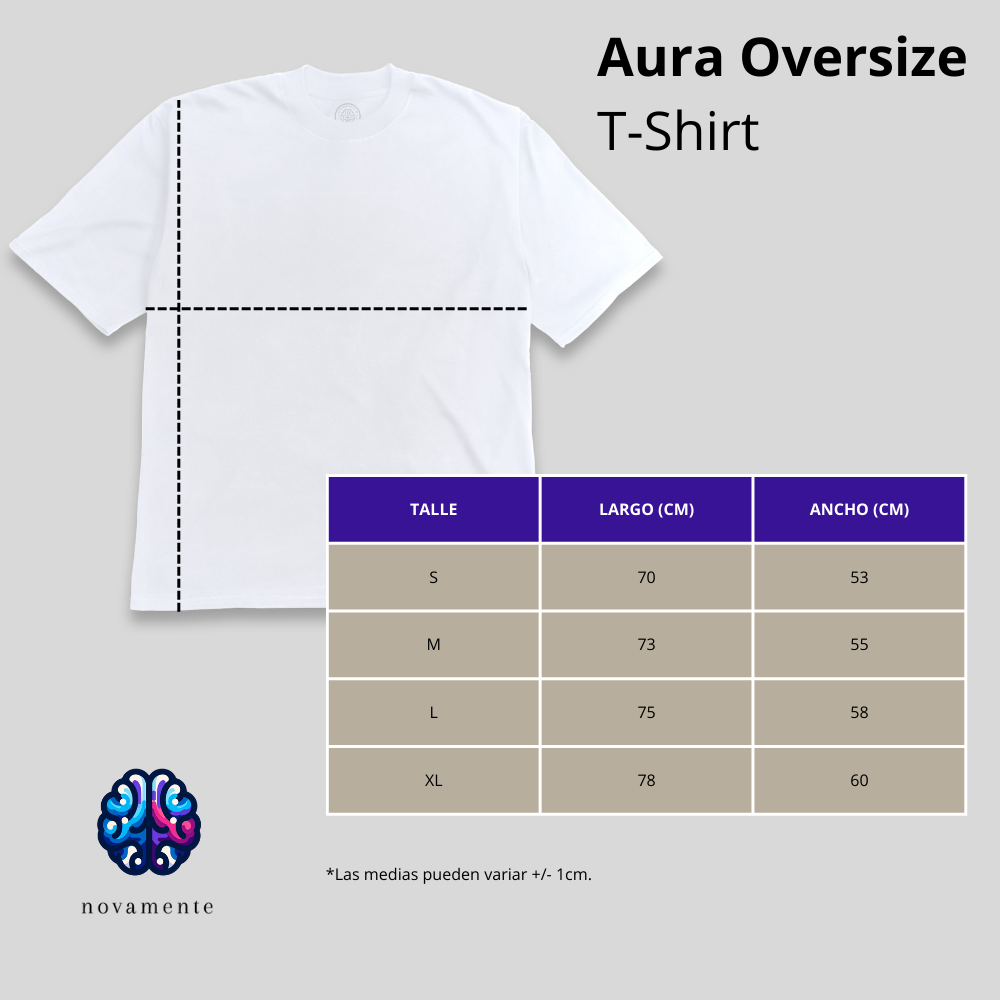 Aura Oversize
T-Shirt
TALLE LARGO (CM) ANCHO (CM)
S 70 53
M 73 55
L 75 58
XL 78 60
*Las medias pueden variar +/- 1cm.
novamente